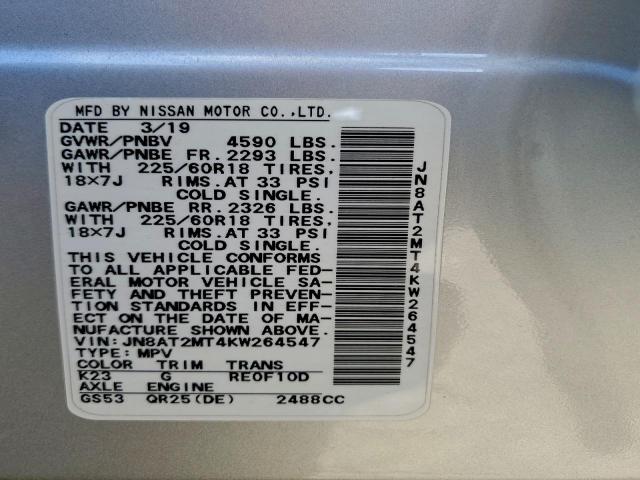 MFD BY NISSAN MOTOR CO.,LTD.
DATE 3/19
GVWR/PNBV 4590 LBS.
GAWR/PNBE FR. 2293 LBS.
WITH 225/60R18 TIRES.
18×7J RIMS. AT 33 PSI
COLD SINGLE.
GAWR/PNBE RR. 2326 LBS.
WITH 225/60R18 TIRES.
18×7J RIMS. AT 33 PSI
COLD SINGLE.
THIS VEHICLE CONFORMS
TO ALL APPLICABLE FED-
ERAL MOTOR VEHICLE SA-
FETY AND THEFT PREVEN-
TION STANDARDS IN EFF-
ECT ON THE DATE OF MA-
NUFACTURE SHOWN ABOVE.
VIN: JN8AT2MT4KW264547
TYPE: MPV
COLOR TRIM TRANS
K23 G RE0F10D
AXLE ENGINE
GS53 QR25(DE) 2488CC
JN8AT2MT4KW264547